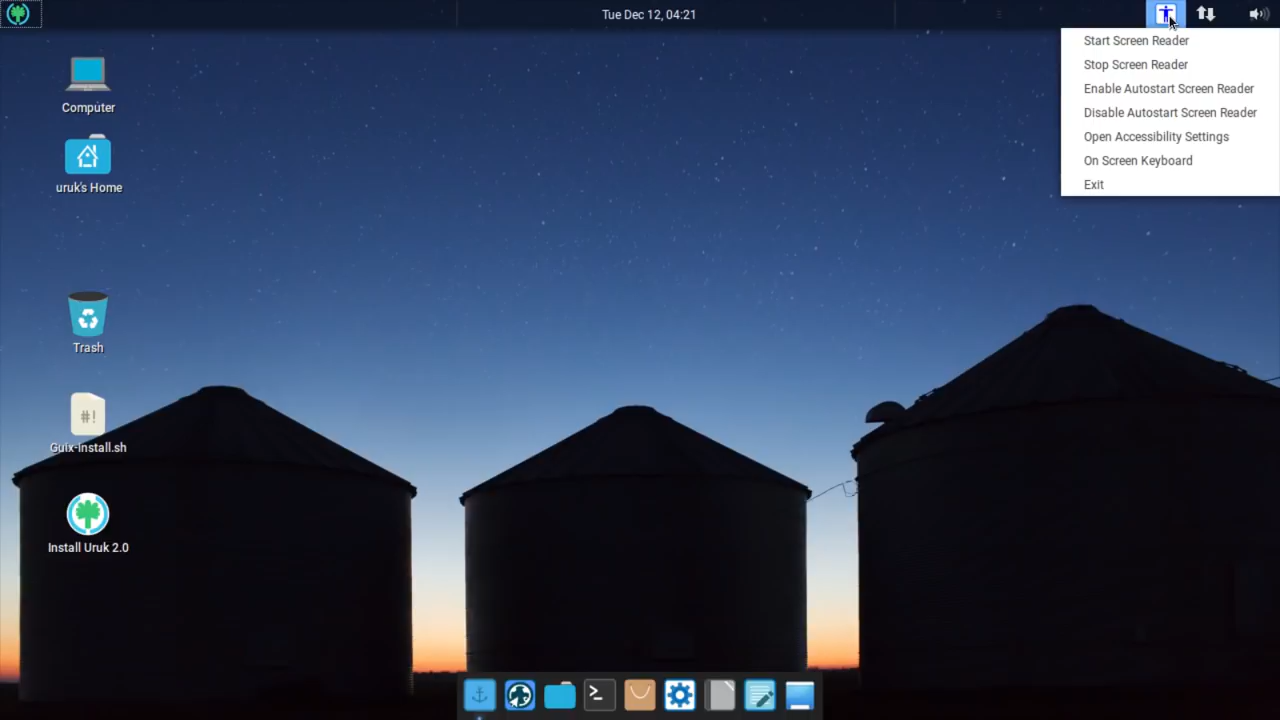 Tue Dec 12, 04:21
Start Screen Reader
Stop Screen Reader
Enable Autostart Screen Reader
Disable Autostart Screen Reader
Open Accessibility Settings
On Screen Keyboard
Exit
Computer
uruk's Home
Trash
#!
Guix-install.sh
Install Uruk 2.0